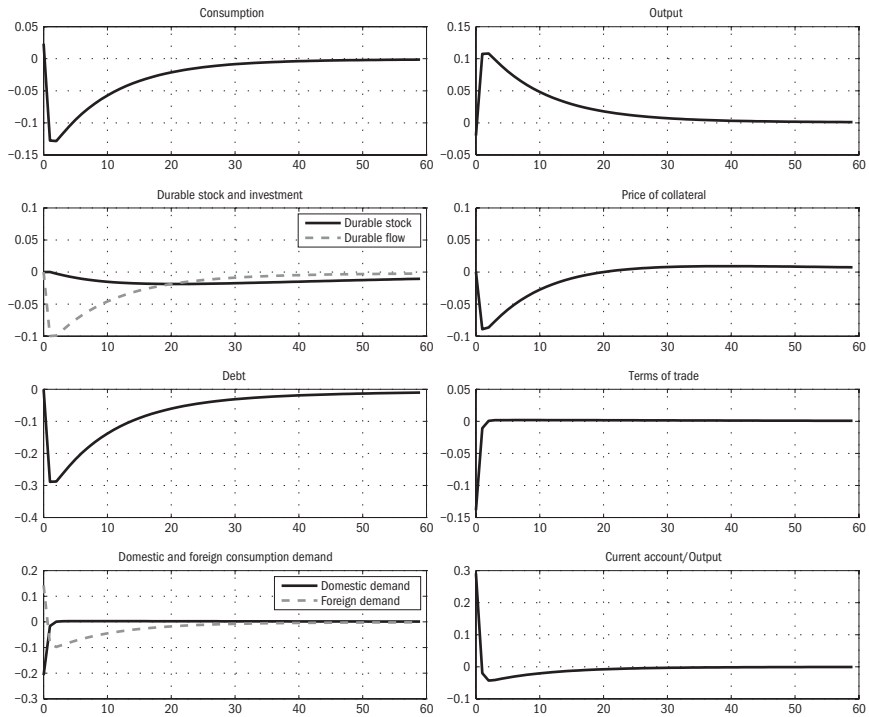 Consumption
0.05
0
−0.05
−0.1
−0.15
0 10 20 30 40 50 60
Output
0.15
0.1
0.05
0
−0.05
0 10 20 30 40 50 60
Durable stock and investment
0.1
0.05
0
−0.05
−0.1
Durable stock
Durable flow
0 10 20 30 40 50 60
Price of collateral
0.1
0.05
0
−0.05
−0.1
0 10 20 30 40 50 60
Debt
0
−0.1
−0.2
−0.3
−0.4
0 10 20 30 40 50 60
Terms of trade
0.05
0
−0.05
−0.1
−0.15
0 10 20 30 40 50 60
Domestic and foreign consumption demand
0.2
0.1
0
−0.1
−0.2
−0.3
Domestic demand
Foreign demand
0 10 20 30 40 50 60
Current account/Output
0.3
0.2
0.1
0
−0.1
0 10 20 30 40 50 60